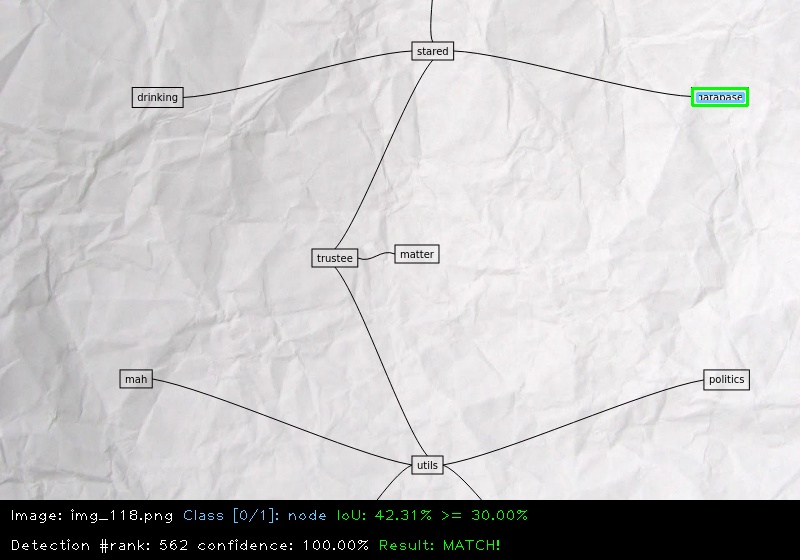 stared
drinking
trustee
matter
mah
politics
utils
Image: img_118.png Class [0/1]: node IoU: 42.31% >= 30.00%
Detection #rank: 562 confidence: 100.00% Result: MATCH!